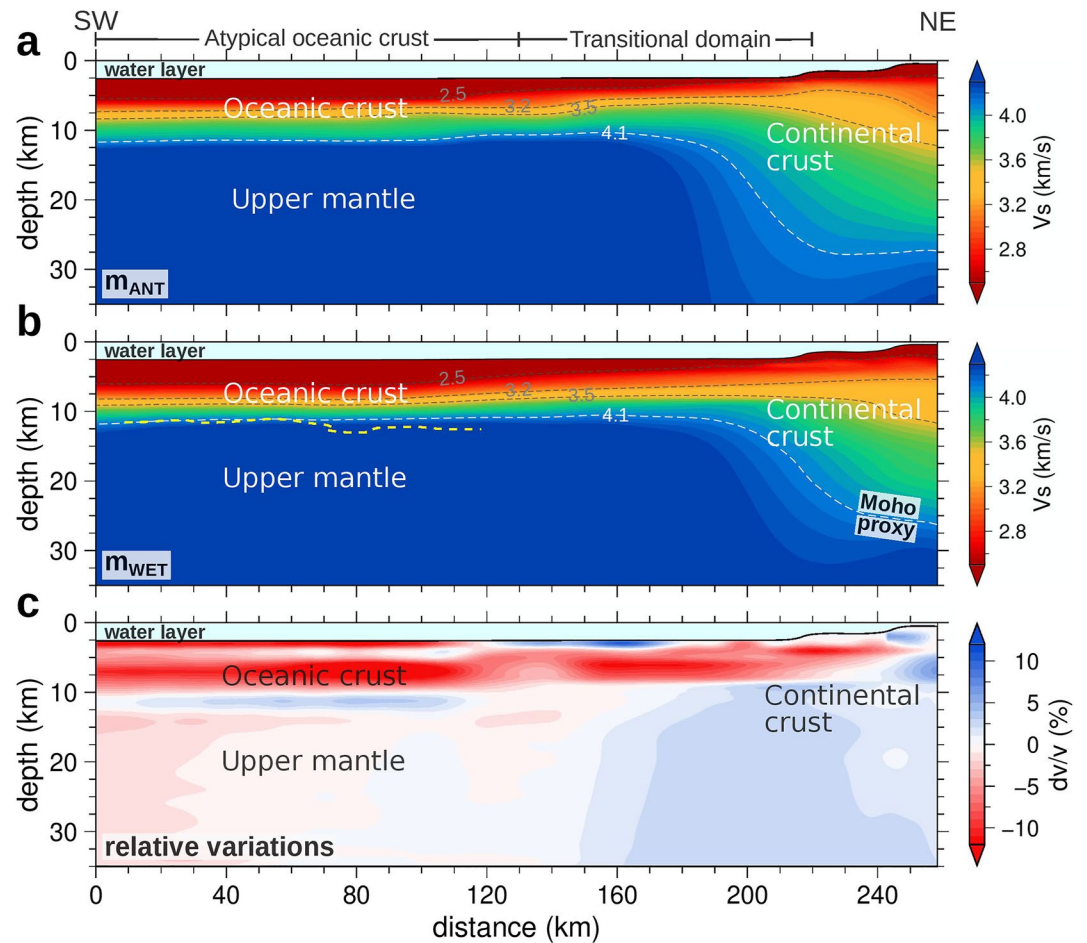 SW
NE
a
Atypical oceanic crust
Transitional domain
water layer
Oceanic crust
2.5
3.2
3.5
4.1
Continental
crust
Upper mantle
m_ANT
0
10
20
30
depth (km)
4.0
3.6
3.2
2.8
Vs (km/s)
b
water layer
Oceanic crust
2.5
3.2
3.5
4.1
Continental
crust
Upper mantle
Moho
proxy
m_WET
0
10
20
30
depth (km)
4.0
3.6
3.2
2.8
Vs (km/s)
c
water layer
Oceanic crust
Continental
crust
Upper mantle
relative variations
0
10
20
30
depth (km)
10
5
0
−5
−10
dv/v (%)
0
40
80
120
160
200
240
distance (km)